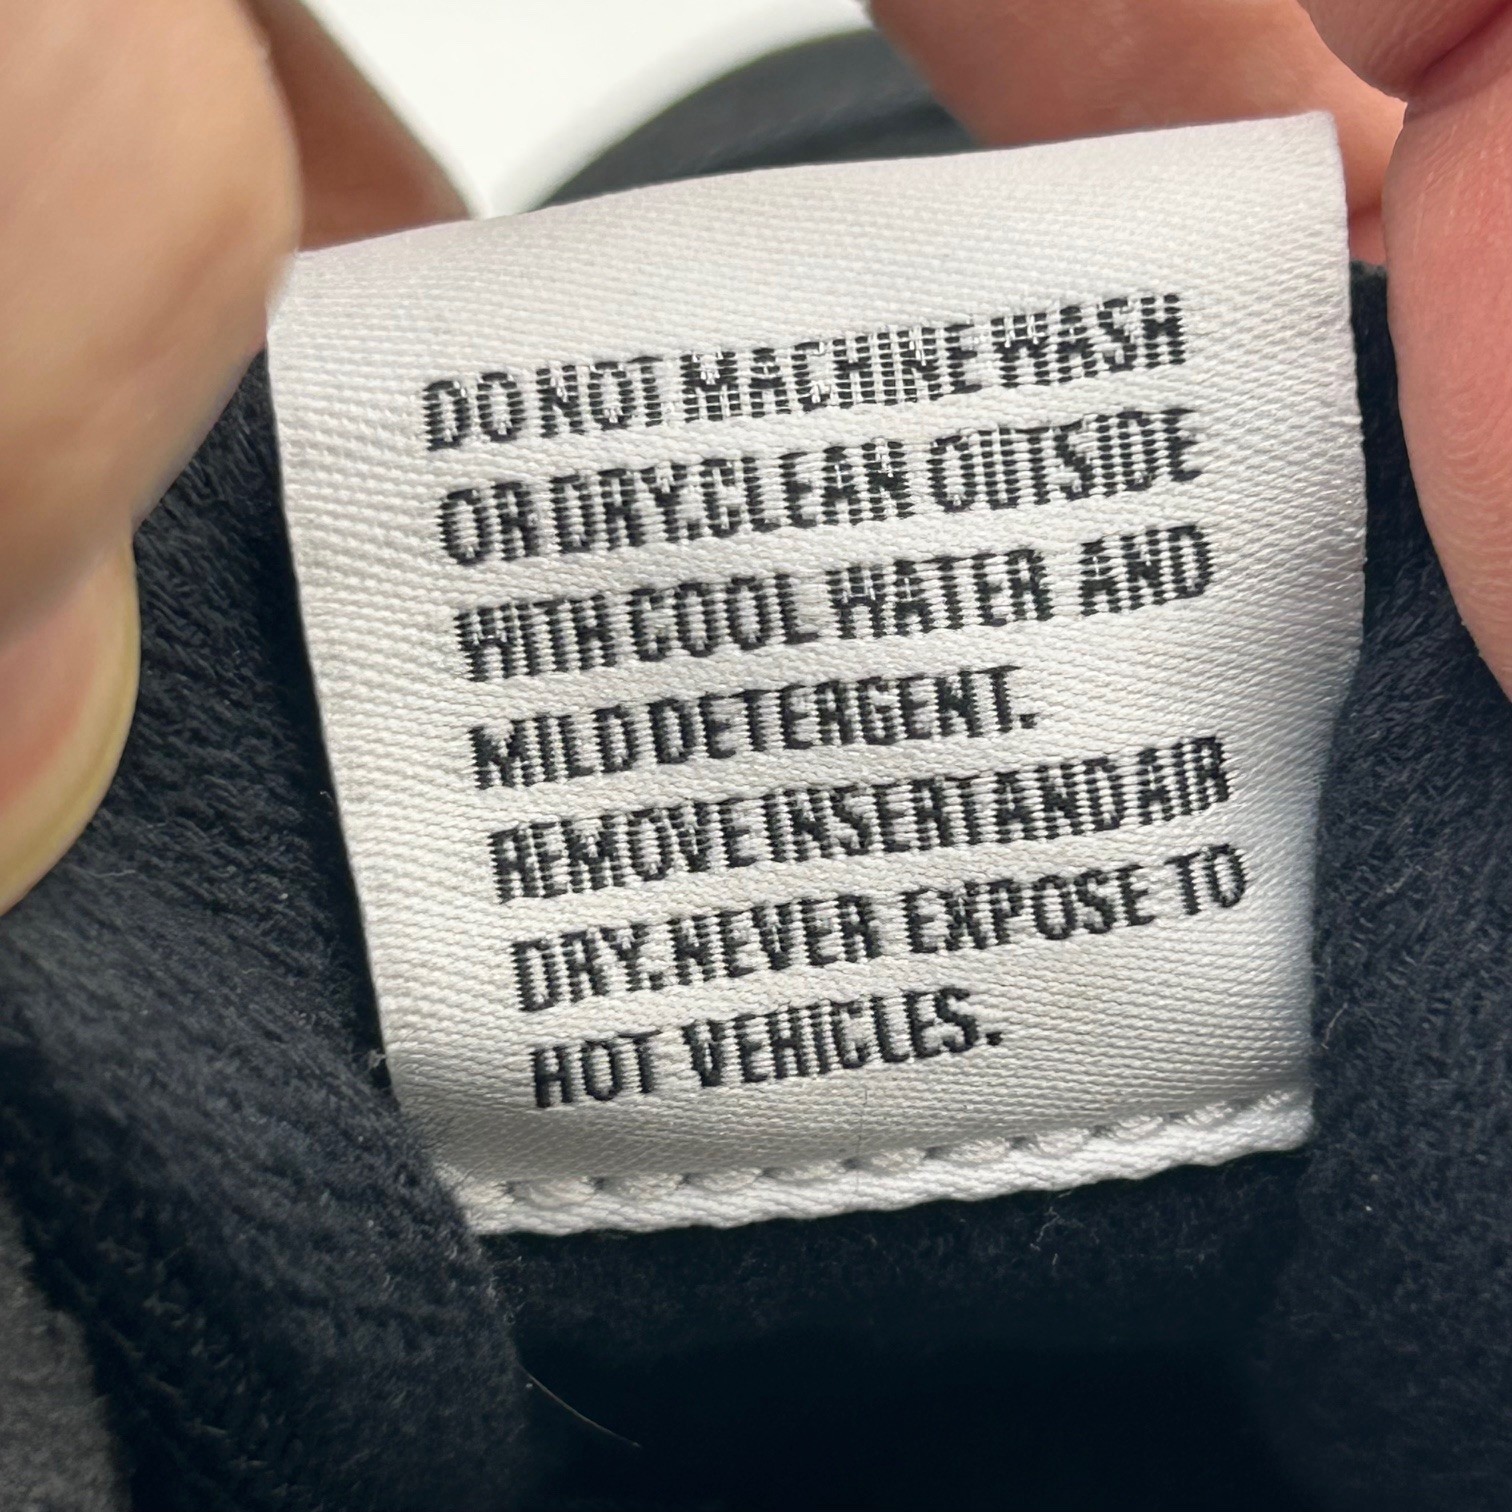 DO NOT MACHINE WASH
OR DRY.CLEAN OUTSIDE
WITH COOL WATER AND
MILD DETERGENT.
REMOVE INSERT AND AIR
DRY.NEVER EXPOSE TO
HOT VEHICLES.